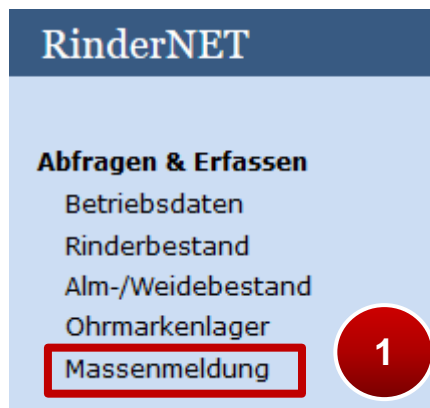 RinderNET
Abfragen & Erfassen
Betriebsdaten
Rinderbestand
Alm-/Weidebestand
Ohrmarkenlager
Massenmeldung
1